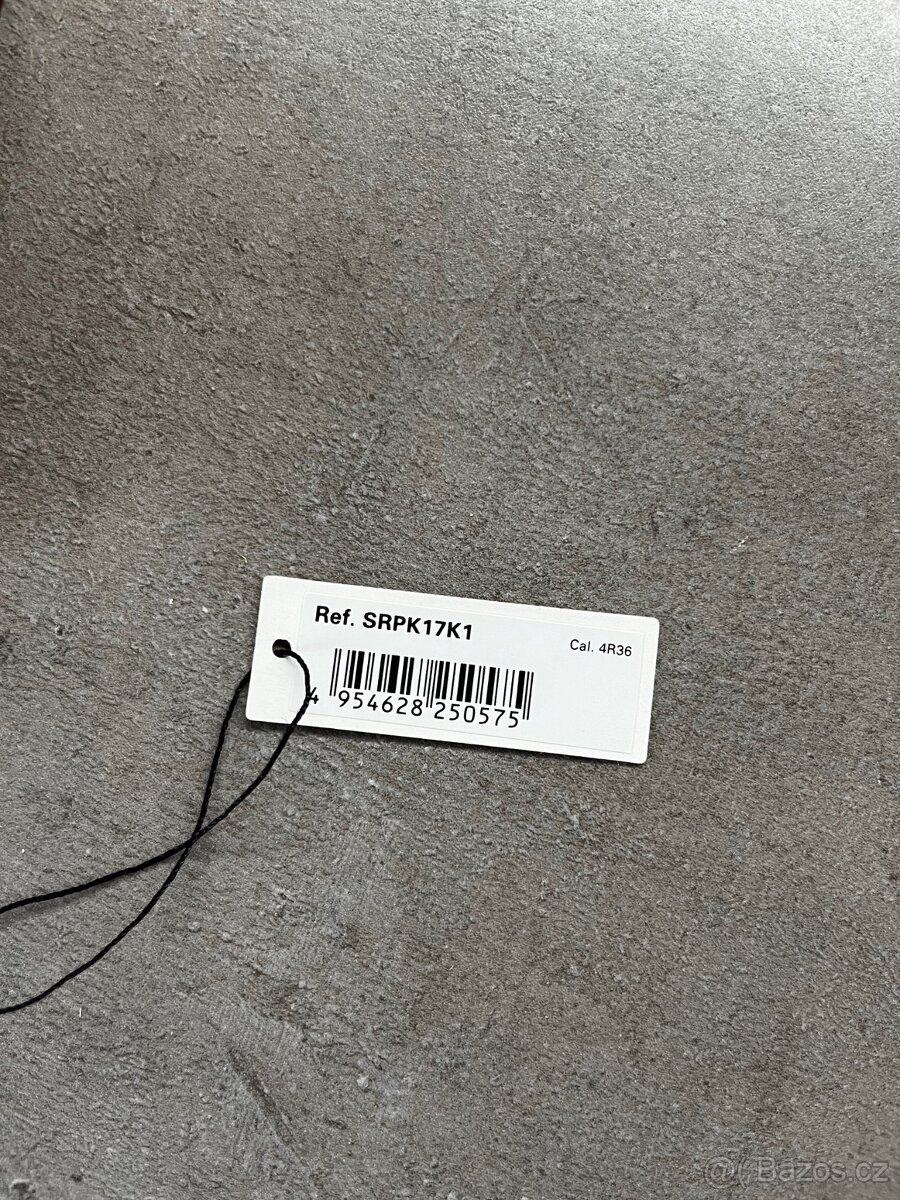 Ref. SRPK17K1
Cal. 4R36
4 954628 250575
@( Bazos.cz